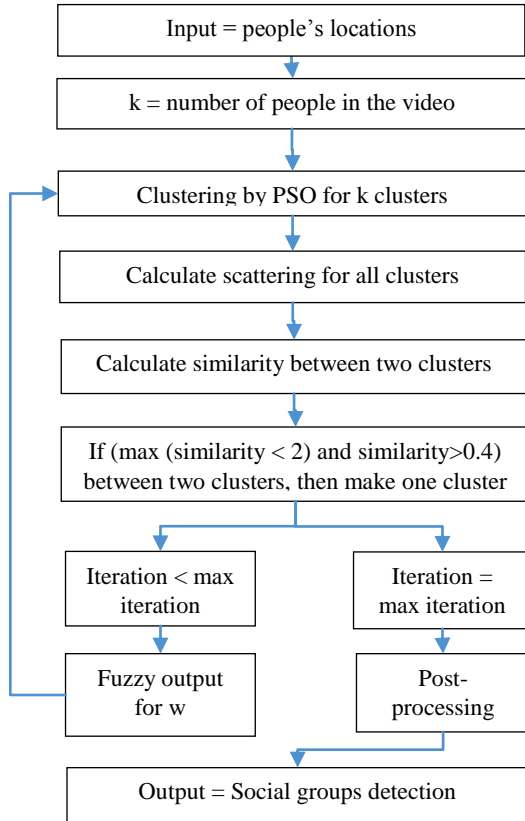 Input = people's locations
k = number of people in the video
Clustering by PSO for k clusters
Calculate scattering for all clusters
Calculate similarity between two clusters
If (max (similarity < 2) and similarity>0.4)
between two clusters, then make one cluster
Iteration < max
iteration
Iteration =
max iteration
Fuzzy output
for w
Post-
processing
Output = Social groups detection